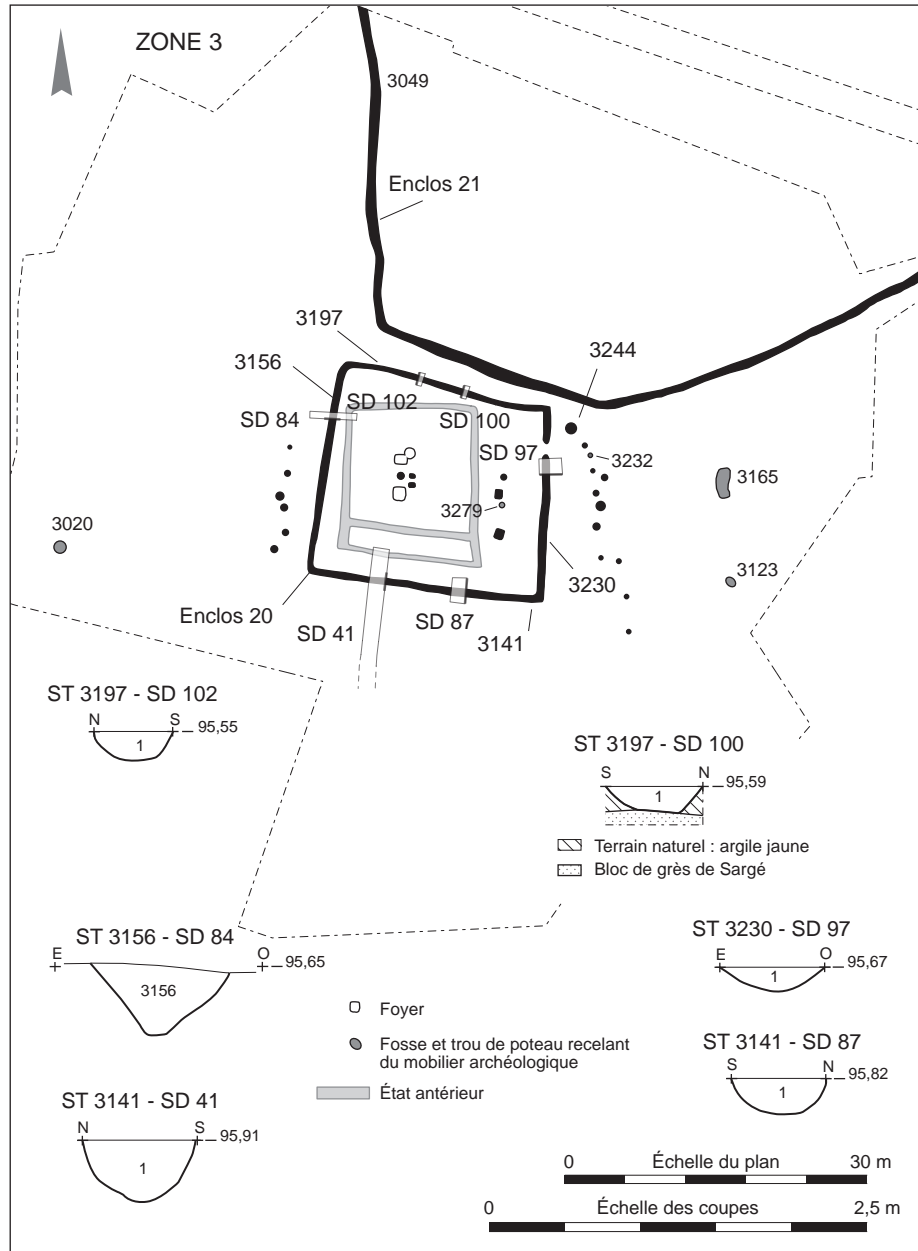 ZONE 3
3049
Enclos 21
3197
3156
3244
SD 102
SD 84
SD 100
SD 97
3232
3165
3279
3020
3123
3230
Enclos 20
SD 41
SD 87
3141
ST 3197 - SD 102
N S
95,55
1
ST 3197 - SD 100
S N
95,59
1
Terrain naturel : argile jaune
Bloc de grès de Sargé
ST 3156 - SD 84
E O
95,65
3156
ST 3230 - SD 97
E O
95,67
1
Foyer
Fosse et trou de poteau recelant
du mobilier archéologique
État antérieur
ST 3141 - SD 87
S N
95,82
1
ST 3141 - SD 41
N S
95,91
1
0 Échelle du plan 30 m
0 Échelle des coupes 2,5 m